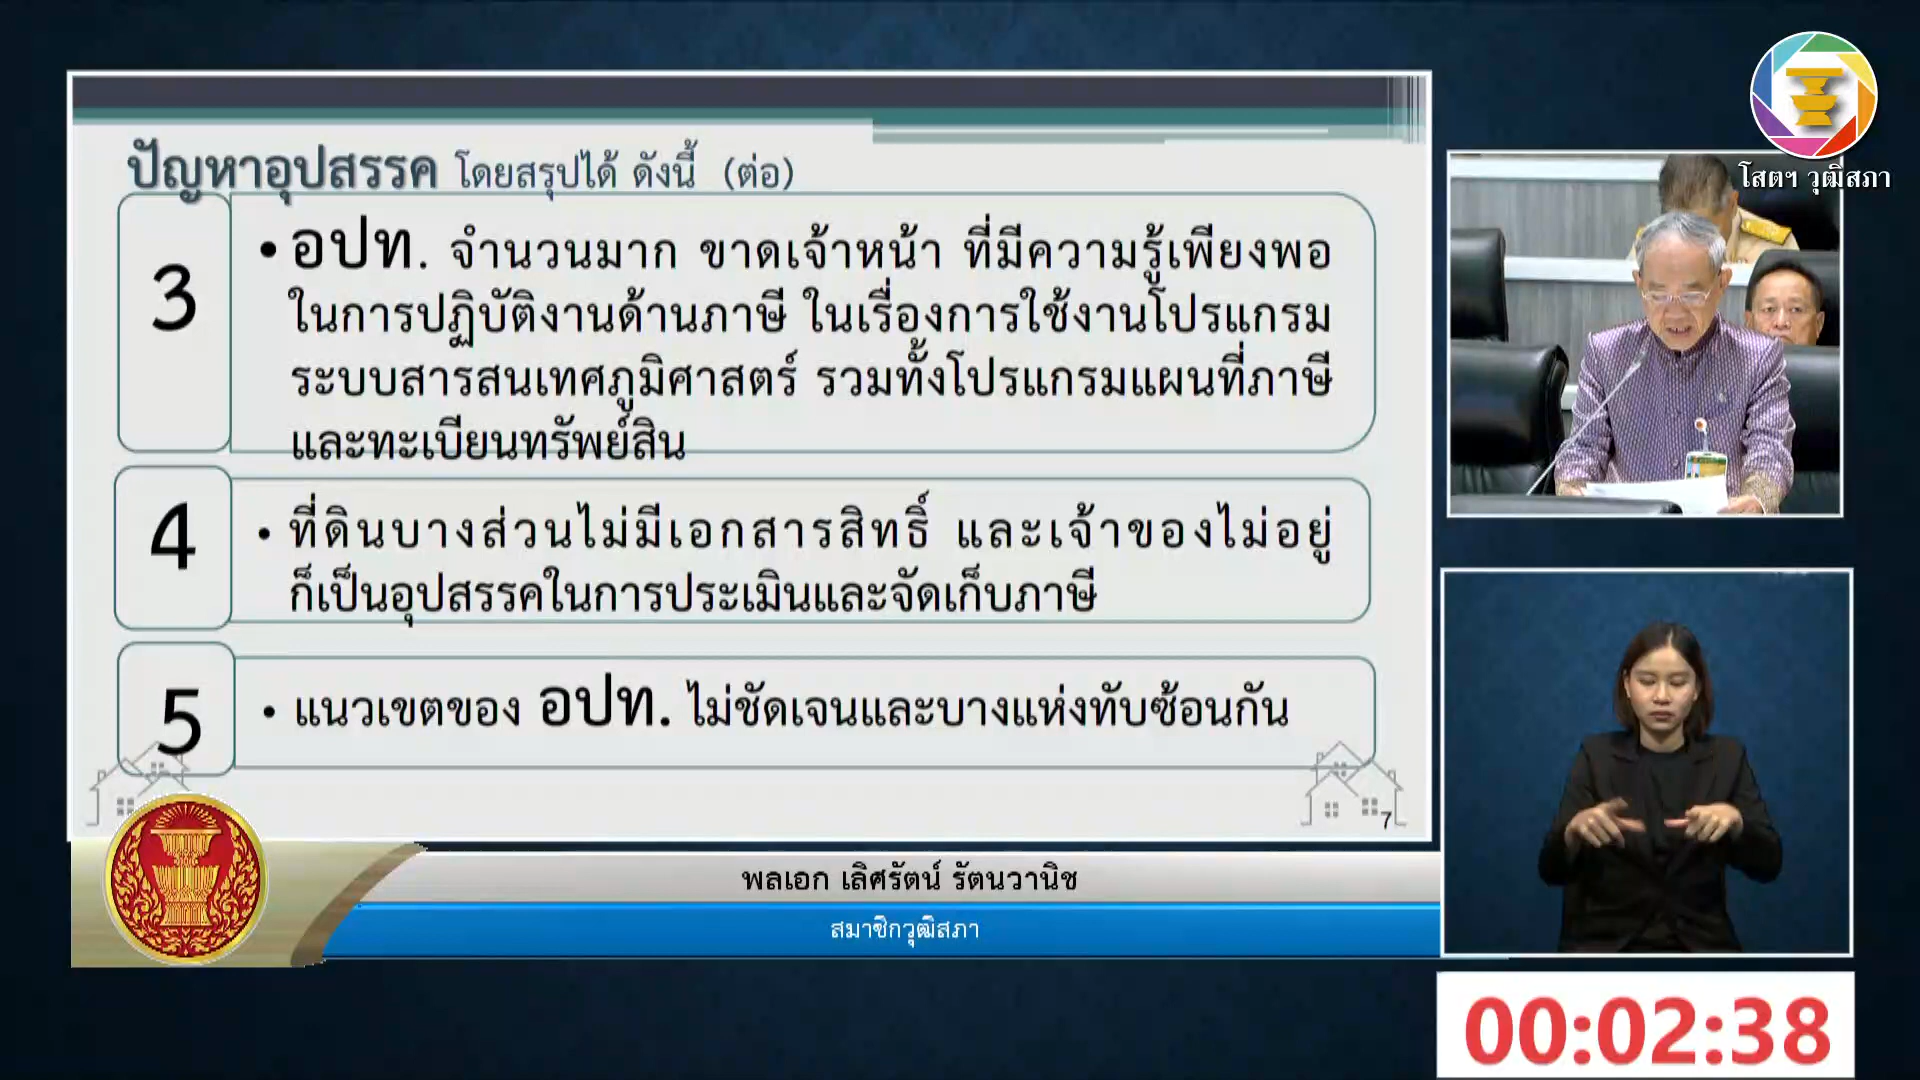 ปัญหาอุปสรรค โดยสรุปได้ ดังนี้ (ต่อ)
3
• อปท. จำนวนมาก ขาดเจ้าหน้า ที่มีความรู้เพียงพอ
ในการปฏิบัติงานด้านภาษี ในเรื่องการใช้งานโปรแกรม
ระบบสารสนเทศภูมิศาสตร์ รวมทั้งโปรแกรมแผนที่ภาษี
และทะเบียนทรัพย์สิน
4
• ที่ดินบางส่วนไม่มีเอกสารสิทธิ์ และเจ้าของไม่อยู่
ก็เป็นอุปสรรคในการประเมินและจัดเก็บภาษี
5
• แนวเขตของ อปท. ไม่ชัดเจนและบางแห่งทับซ้อนกัน
7
โสตฯ วุฒิสภา
พลเอก เลิศรัตน์ รัตนวานิช
สมาชิกวุฒิสภา
00:02:38